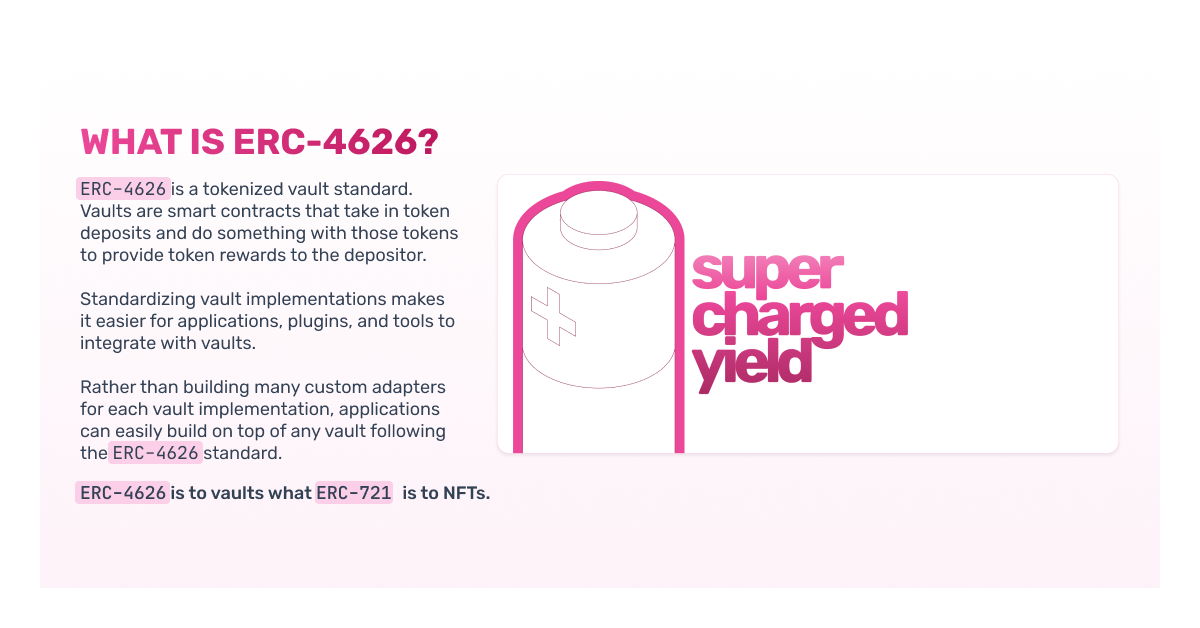 WHAT IS ERC-4626?
ERC-4626 is a tokenized vault standard.
Vaults are smart contracts that take in token
deposits and do something with those tokens
to provide token rewards to the depositor.
Standardizing vault implementations makes
it easier for applications, plugins, and tools to
integrate with vaults.
Rather than building many custom adapters
for each vault implementation, applications
can easily build on top of any vault following
the ERC-4626 standard.
ERC-4626 is to vaults what ERC-721 is to NFTs.
super
charged
yield